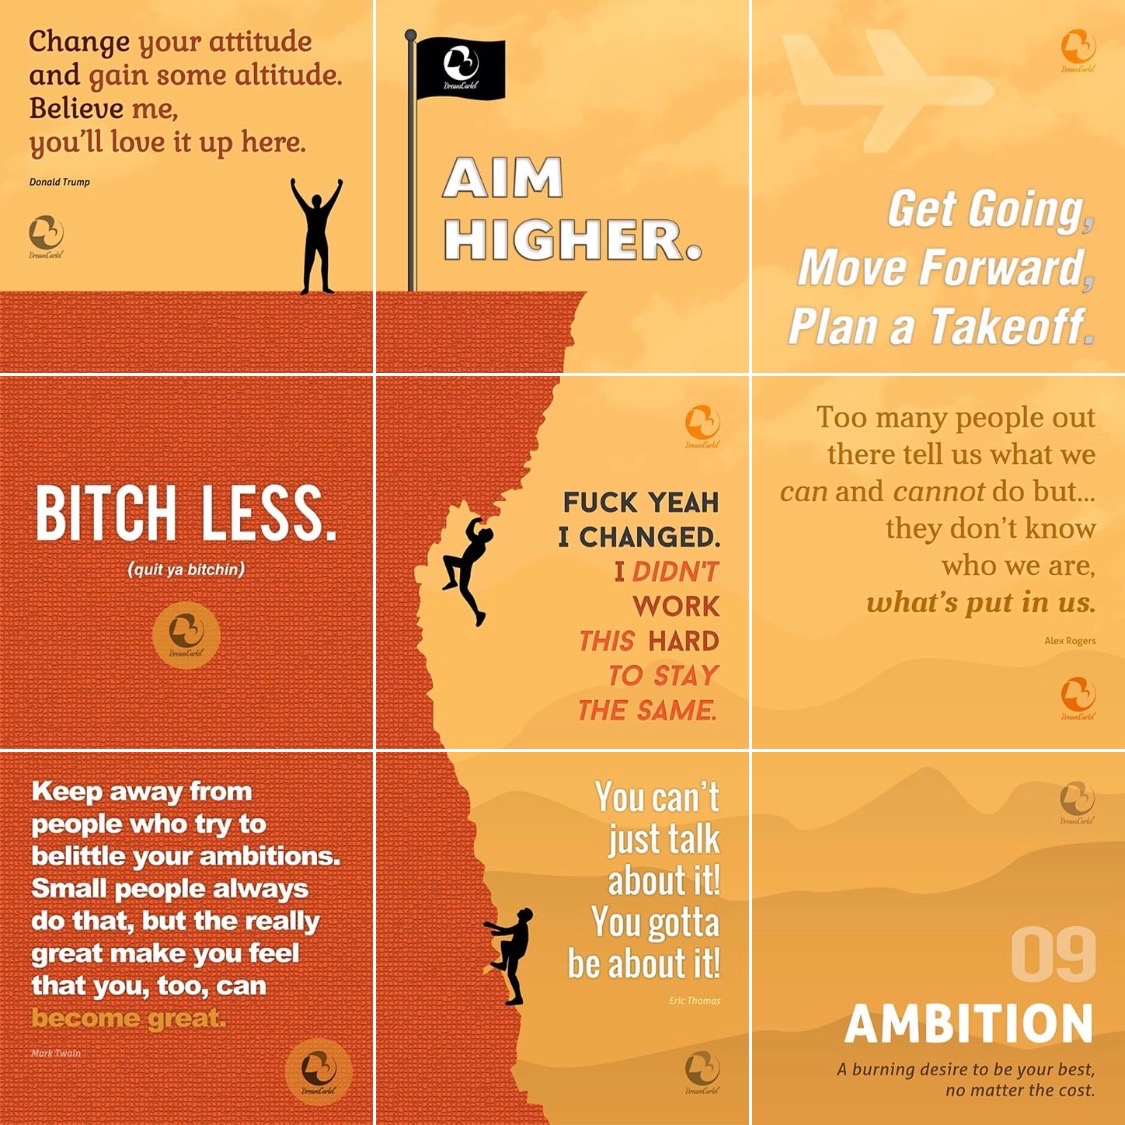 Change your attitude
and gain some altitude.
Believe me,
you'll love it up here.
Donald Trump
DreamCartel
DreamCartel
AIM
HIGHER.
DreamCartel
Get Going,
Move Forward,
Plan a Takeoff.
BITCH LESS.
(quit ya bitchin)
DreamCartel
DreamCartel
FUCK YEAH
I CHANGED.
I DIDN'T
WORK
THIS HARD
TO STAY
THE SAME.
Too many people out
there tell us what we
can and cannot do but...
they don't know
who we are,
what's put in us.
Alex Rogers
DreamCartel
Keep away from
people who try to
belittle your ambitions.
Small people always
do that, but the really
great make you feel
that you, too, can
become great.
Mark Twain
DreamCartel
You can't
just talk
about it!
You gotta
be about it!
Eric Thomas
DreamCartel
DreamCartel
09
AMBITION
A burning desire to be your best,
no matter the cost.